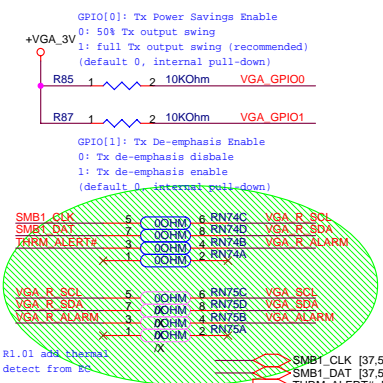 GPIO[0]: Tx Power Savings Enable
0: 50% Tx output swing
1: full Tx output swing (recommended)
(default 0, internal pull-down)
+VGA_3V
R85 1 2 10KOhm VGA_GPIO0
R87 1 2 10KOhm VGA_GPIO1
GPIO[1]: Tx De-emphasis Enable
0: Tx de-emphasis disbale
1: Tx de-emphasis enable
(default 0, internal pull-down)
SMB1_CLK 5 0OHM 6 RN74C VGA_R_SCL
SMB1_DAT 7 0OHM 8 RN74D VGA_R_SDA
THRM_ALERT# 3 0OHM 4 RN74B VGA_R_ALARM
1 0OHM 2 RN74A
VGA_R_SCL 5 0OHM 6 RN75C VGA_SCL
VGA_R_SDA 7 0OHM 8 RN75D VGA_SDA
VGA_R_ALARM 3 0OHM 4 RN75B VGA_ALARM
1 0OHM 2 RN75A
/X
R1.01 add thermal
detect from EC
SMB1_CLK [37,5
SMB1_DAT [37,5